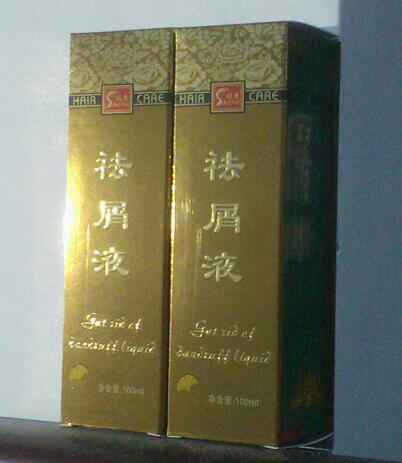 HAIR CARE
祛屑液
Get rid of
dandruff liquid
净含量:100ml
HAIR CARE
祛屑液
Get rid of
dandruff liquid
净含量:100ml